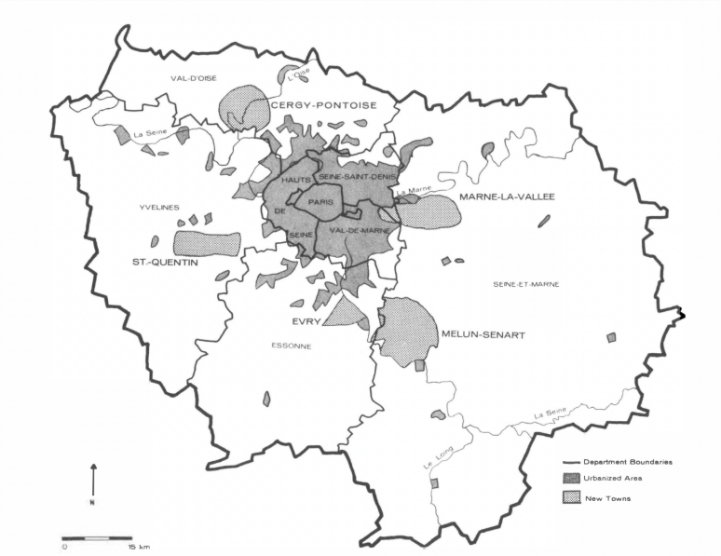 VAL-D'OISE
L'Oise
CERGY-PONTOISE
La Seine
HAUTS
SEINE-SAINT-DENIS
La Marne
YVELINES
PARIS
MARNE-LA-VALLEE
DE
SEINE
VAL-DE-MARNE
ST.-QUENTIN
SEINE-ET-MARNE
EVRY
MELUN-SENART
ESSONNE
La Seine
Le Loing
Department Boundaries
Urbanized Area
New Towns
N
0 15 km